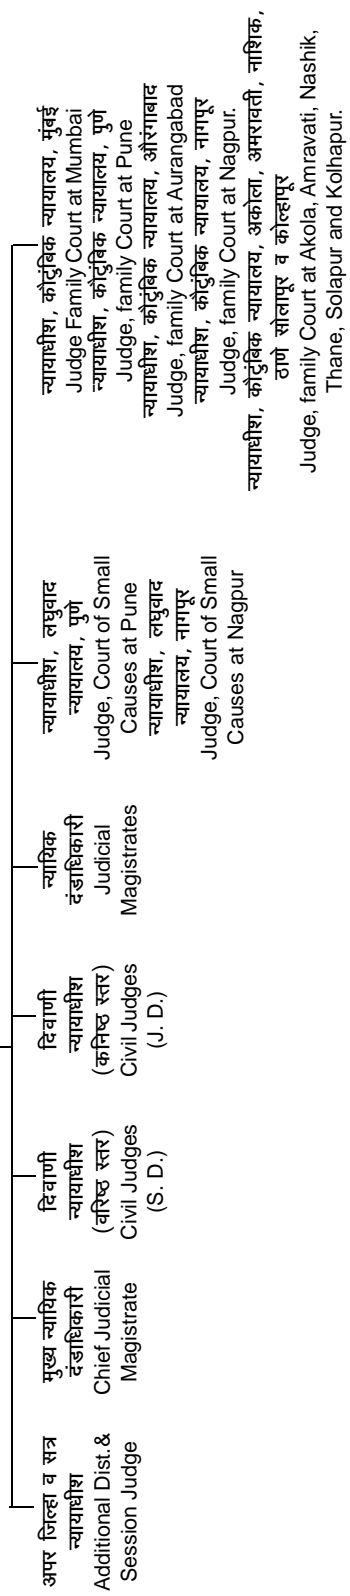 अपर जिल्हा व सत्र
न्यायाधीश
Additional Dist.&
Session Judge
मुख्य न्यायिक
दंडाधिकारी
Chief Judicial
Magistrate
दिवाणी
न्यायाधीश
(वरिष्ठ स्तर)
Civil Judges
(S. D.)
दिवाणी
न्यायाधीश
(कनिष्ठ स्तर)
Civil Judges
(J. D.)
न्यायिक
दंडाधिकारी
Judicial
Magistrates
न्यायाधीश, लघुवाद
न्यायालय, पुणे
Judge, Court of Small
Causes at Pune
न्यायाधीश, लघुवाद
न्यायालय, नागपूर
Judge, Court of Small
Causes at Nagpur
न्यायाधीश, कौटुंबिक न्यायालय, मुंबई
Judge Family Court at Mumbai
न्यायाधीश, कौटुंबिक न्यायालय, पुणे
Judge, family Court at Pune
न्यायाधीश, कौटुंबिक न्यायालय, औरंगाबाद
Judge, family Court at Aurangabad
न्यायाधीश, कौटुंबिक न्यायालय, नागपूर
Judge, family Court at Nagpur.
न्यायाधीश, कौटुंबिक न्यायालय, अकोला, अमरावती, नाशिक,
ठाणे सोलापूर व कोल्हापूर
Judge, family Court at Akola, Amravati, Nashik,
Thane, Solapur and Kolhapur.